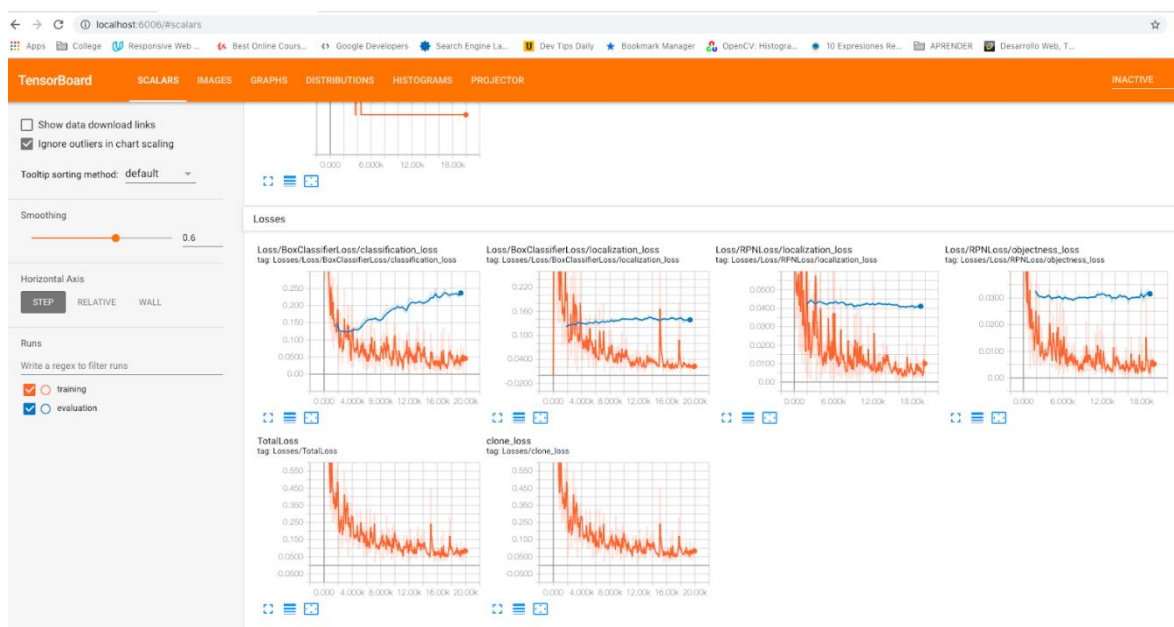 localhost:6006/#scalars
Apps College Responsive Web ... Best Online Cours... Google Developers Search Engine La... Dev Tips Daily Bookmark Manager OpenCV: Histogra... 10 Expresiones Re... APRENDER Desarrollo Web, T...
TensorBoard SCALARS IMAGES GRAPHS DISTRIBUTIONS HISTOGRAMS PROJECTOR INACTIVE
Show data download links
Ignore outliers in chart scaling
Tooltip sorting method: default
Smoothing
0.6
Horizontal Axis
STEP RELATIVE WALL
Runs
Write a regex to filter runs
training
evaluation
0.000 6.000k 12.00k 18.00k
Losses
Loss/BoxClassifierLoss/classification_loss
tag: Losses/Loss/BoxClassifierLoss/classification_loss
0.250
0.200
0.150
0.100
0.0500
0.00
0.000 4.000k 8.000k 12.00k 16.00k 20.00k
Loss/BoxClassifierLoss/localization_loss
tag: Losses/Loss/BoxClassifierLoss/localization_loss
0.220
0.160
0.100
0.0400
-0.0200
0.000 4.000k 8.000k 12.00k 16.00k 20.00k
Loss/RPNLoss/localization_loss
tag: Losses/Loss/RPNLoss/localization_loss
0.0500
0.0400
0.0300
0.0200
0.0100
0.00
0.000 6.000k 12.00k 18.00k
Loss/RPNLoss/objectness_loss
tag: Losses/Loss/RPNLoss/objectness_loss
0.0300
0.0200
0.0100
0.00
0.000 6.000k 12.00k 18.00k
TotalLoss
tag: Losses/TotalLoss
0.550
0.450
0.350
0.250
0.150
0.0500
-0.0500
0.000 4.000k 8.000k 12.00k 16.00k 20.00k
clone_loss
tag: Losses/clone_loss
0.550
0.450
0.350
0.250
0.150
0.0500
-0.0500
0.000 4.000k 8.000k 12.00k 16.00k 20.00k